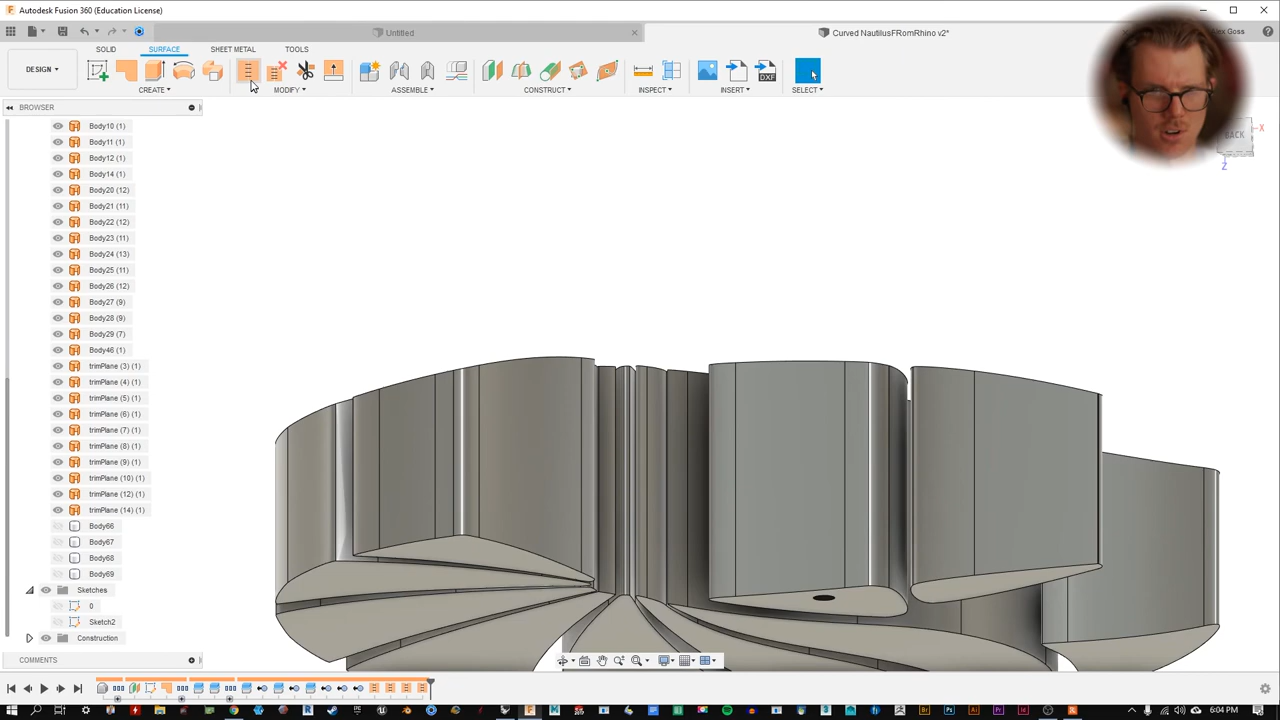 Autodesk Fusion 360 (Education License)
Untitled
Curved NautilusFRomRhino v2*
x Goss
DESIGN
SOLID
SURFACE
SHEET METAL
TOOLS
CREATE
MODIFY
ASSEMBLE
CONSTRUCT
INSPECT
INSERT
SELECT
DXF
BROWSER
BACK
X
Z
Body10 (1)
Body11 (1)
Body12 (1)
Body14 (1)
Body20 (12)
Body21 (11)
Body22 (12)
Body23 (11)
Body24 (13)
Body25 (11)
Body26 (12)
Body27 (9)
Body28 (9)
Body29 (7)
Body46 (1)
trimPlane (3) (1)
trimPlane (4) (1)
trimPlane (5) (1)
trimPlane (6) (1)
trimPlane (7) (1)
trimPlane (8) (1)
trimPlane (9) (1)
trimPlane (10) (1)
trimPlane (12) (1)
trimPlane (14) (1)
Body66
Body67
Body68
Body69
Sketches
0
Sketch2
Construction
COMMENTS
6:04 PM